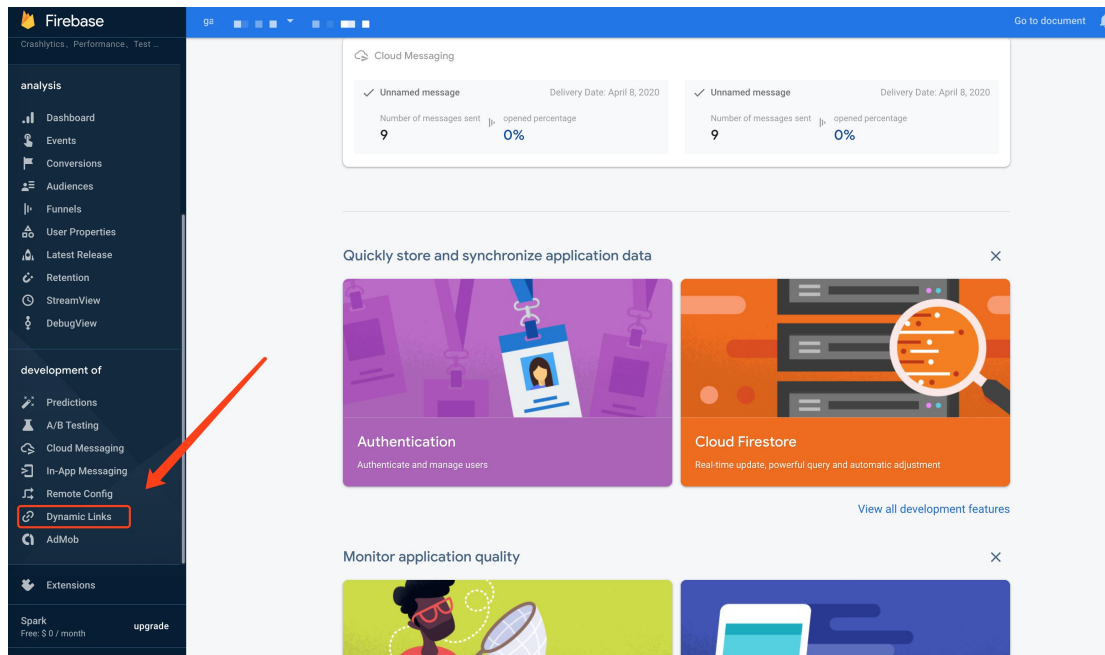 Firebase
ga
Go to document
Crashlytics、Performance、Test ...
analysis
Dashboard
Events
Conversions
Audiences
Funnels
User Properties
Latest Release
Retention
StreamView
DebugView
development of
Predictions
A/B Testing
Cloud Messaging
In-App Messaging
Remote Config
Dynamic Links
AdMob
Extensions
Spark
Free: $ 0 / month
upgrade
Cloud Messaging
Unnamed message
Delivery Date: April 8, 2020
Number of messages sent
opened percentage
9
0%
Unnamed message
Delivery Date: April 8, 2020
Number of messages sent
opened percentage
9
0%
Quickly store and synchronize application data
Authentication
Authenticate and manage users
Cloud Firestore
Real-time update, powerful query and automatic adjustment
View all development features
Monitor application quality